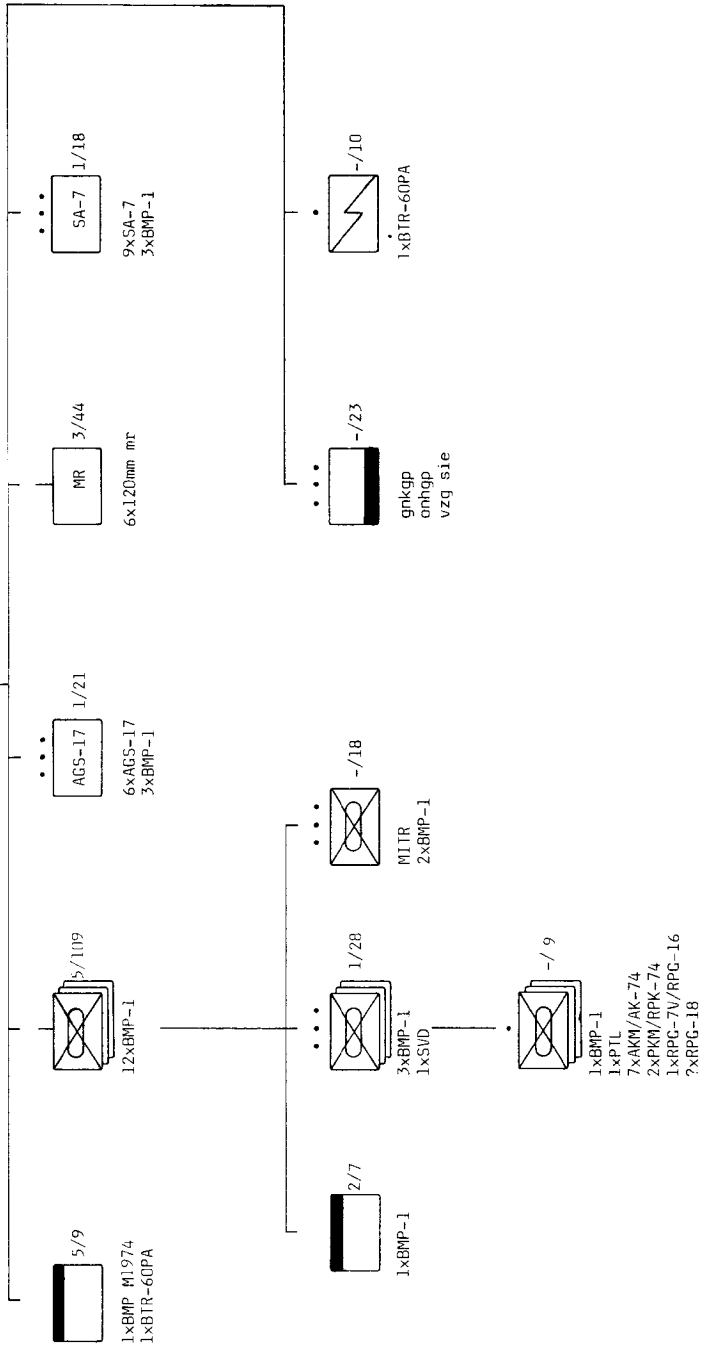 5/9
1xBMP M1974
1xBTR-60PA
5/109
12xBMP-1
AGS-17
1/21
6xAGS-17
3xBMP-1
MR
3/44
6x120mm mr
SA-7
1/18
9xSA-7
3xBMP-1
2/7
1xBMP-1
1/28
3xBMP-1
1xSVD
-/18
MITR
2xBMP-1
-/23
gnkgp
onhgp
vzg sie
-/10
1xBTR-60PA
-/ 9
1xBMP-1
1xPTL
7xAKM/AK-74
2xPKM/RPK-74
1xRPG-7V/RPG-16
?xRPG-18